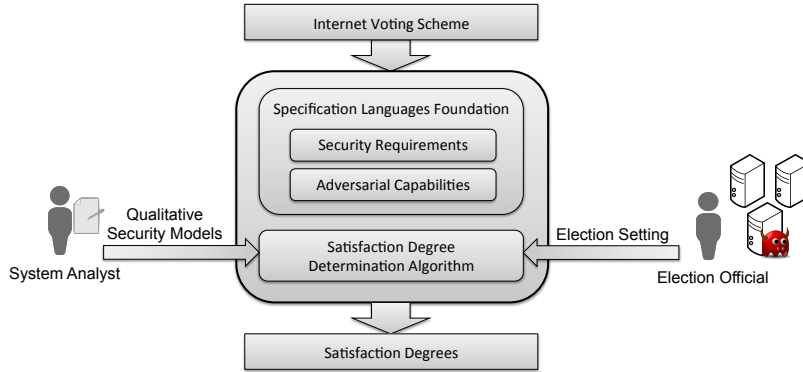 Internet Voting Scheme
Specification Languages Foundation
Security Requirements
Adversarial Capabilities
Qualitative
Security Models
System Analyst
Satisfaction Degree
Determination Algorithm
Election Setting
Election Official
Satisfaction Degrees